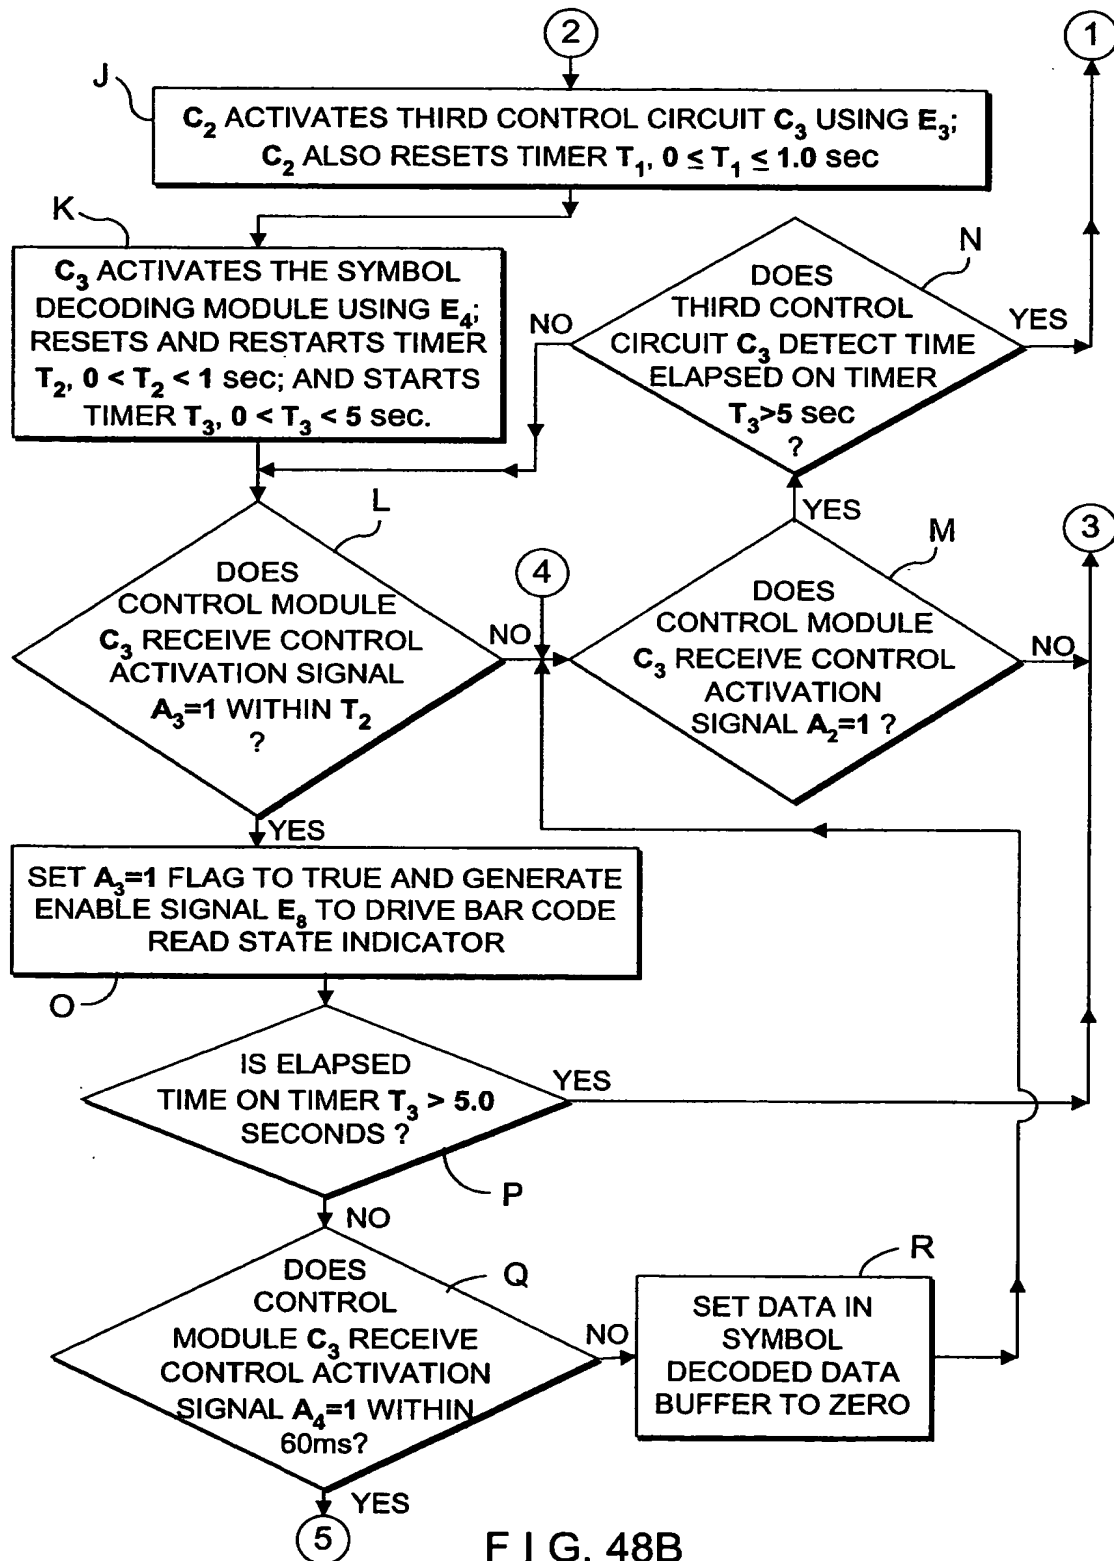 2
1
J
C₂ ACTIVATES THIRD CONTROL CIRCUIT C₃ USING E₃;
C₂ ALSO RESETS TIMER T₁, 0 ≤ T₁ ≤ 1.0 sec
K
C₃ ACTIVATES THE SYMBOL
DECODING MODULE USING E₄;
RESETS AND RESTARTS TIMER
T₂, 0 < T₂ < 1 sec; AND STARTS
TIMER T₃, 0 < T₃ < 5 sec.
N
DOES
THIRD CONTROL
CIRCUIT C₃ DETECT TIME
ELAPSED ON TIMER
T₃>5 sec
?
NO
YES
YES
L
DOES
CONTROL MODULE
C₃ RECEIVE CONTROL
ACTIVATION SIGNAL
A₃=1 WITHIN T₂
?
NO
4
M
DOES
CONTROL MODULE
C₃ RECEIVE CONTROL
ACTIVATION
SIGNAL A₂=1 ?
NO
3
YES
SET A₃=1 FLAG TO TRUE AND GENERATE
ENABLE SIGNAL E₈ TO DRIVE BAR CODE
READ STATE INDICATOR
O
IS ELAPSED
TIME ON TIMER T₃ > 5.0
SECONDS ?
YES
P
NO
Q
DOES
CONTROL
MODULE C₃ RECEIVE
CONTROL ACTIVATION
SIGNAL A₄=1 WITHIN
60ms?
NO
R
SET DATA IN
SYMBOL
DECODED DATA
BUFFER TO ZERO
YES
5
F I G. 48B